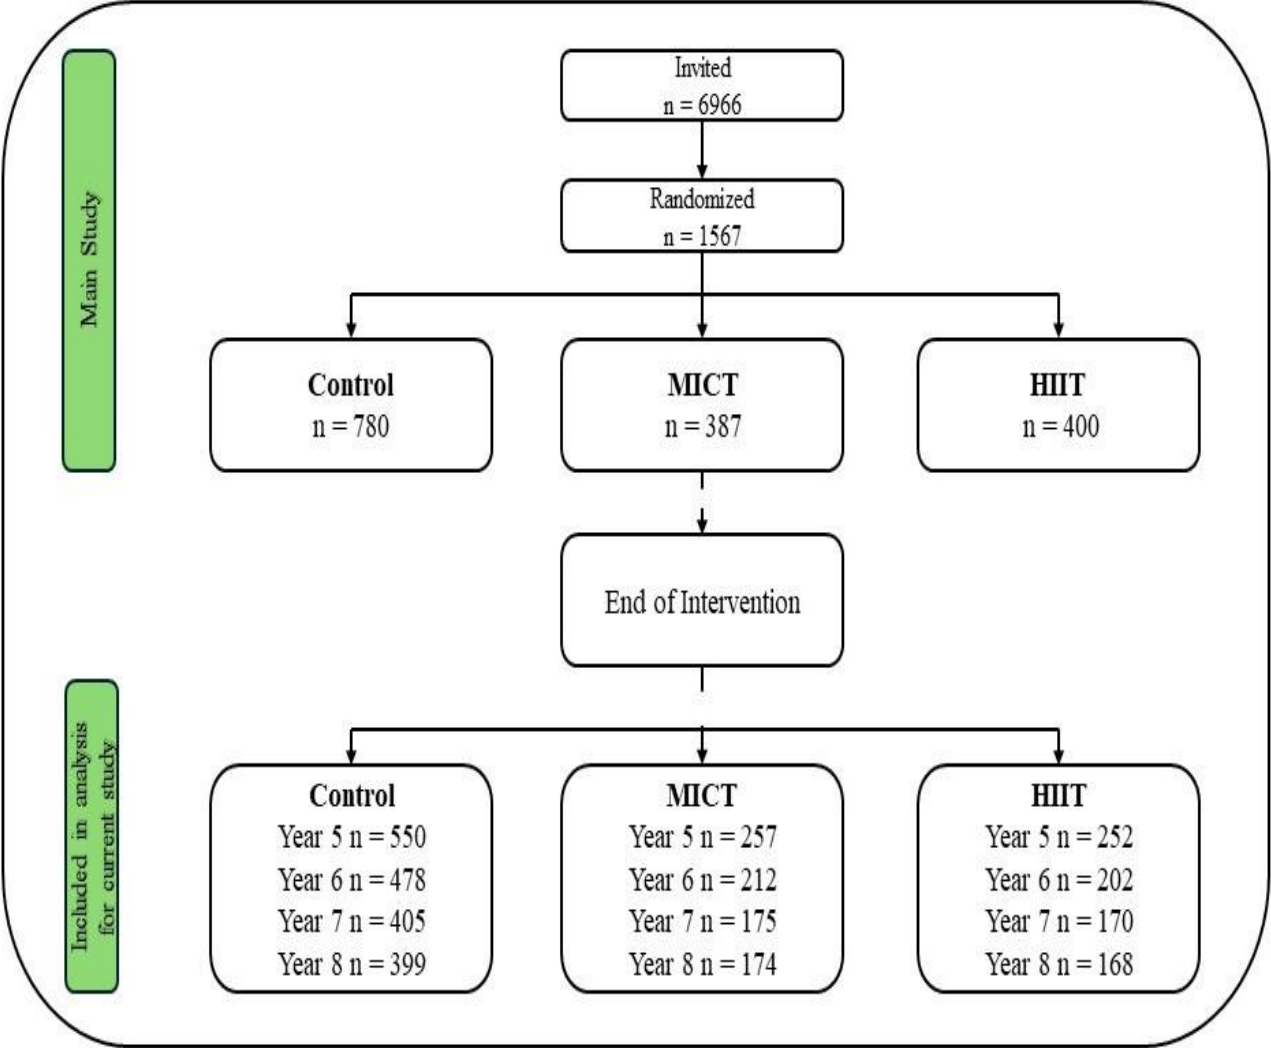 Main Study
Invited
n = 6966
Randomized
n = 1567
Control
n = 780
MICT
n = 387
HIIT
n = 400
End of Intervention
Included in analysis
for current study
Control
Year 5 n = 550
Year 6 n = 478
Year 7 n = 405
Year 8 n = 399
MICT
Year 5 n = 257
Year 6 n = 212
Year 7 n = 175
Year 8 n = 174
HIIT
Year 5 n = 252
Year 6 n = 202
Year 7 n = 170
Year 8 n = 168